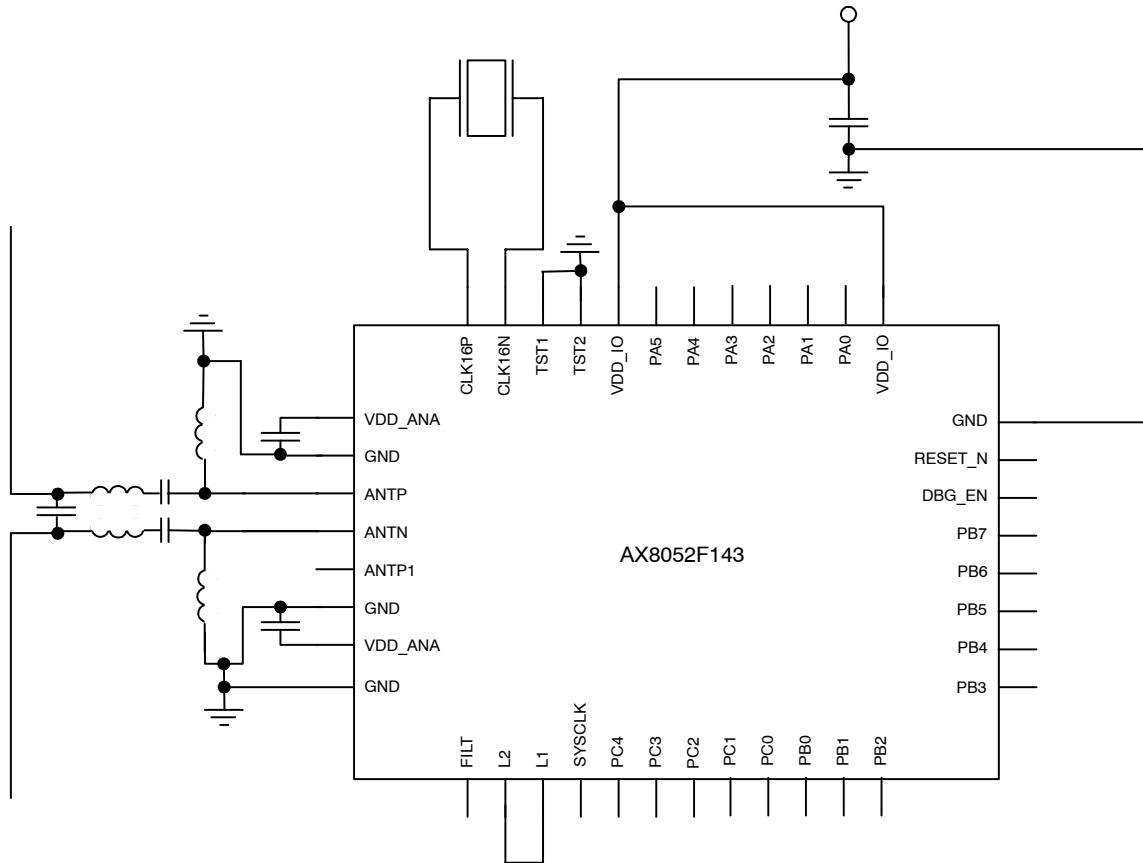 CLK16P
CLK16N
TST1
TST2
VDD_IO
PA5
PA4
PA3
PA2
PA1
PA0
VDD_IO
VDD_ANA
GND
ANTP
ANTN
ANTP1
GND
VDD_ANA
GND
AX8052F143
GND
RESET_N
DBG_EN
PB7
PB6
PB5
PB4
PB3
FILT
L2
L1
SYSCLK
PC4
PC3
PC2
PC1
PC0
PB0
PB1
PB2